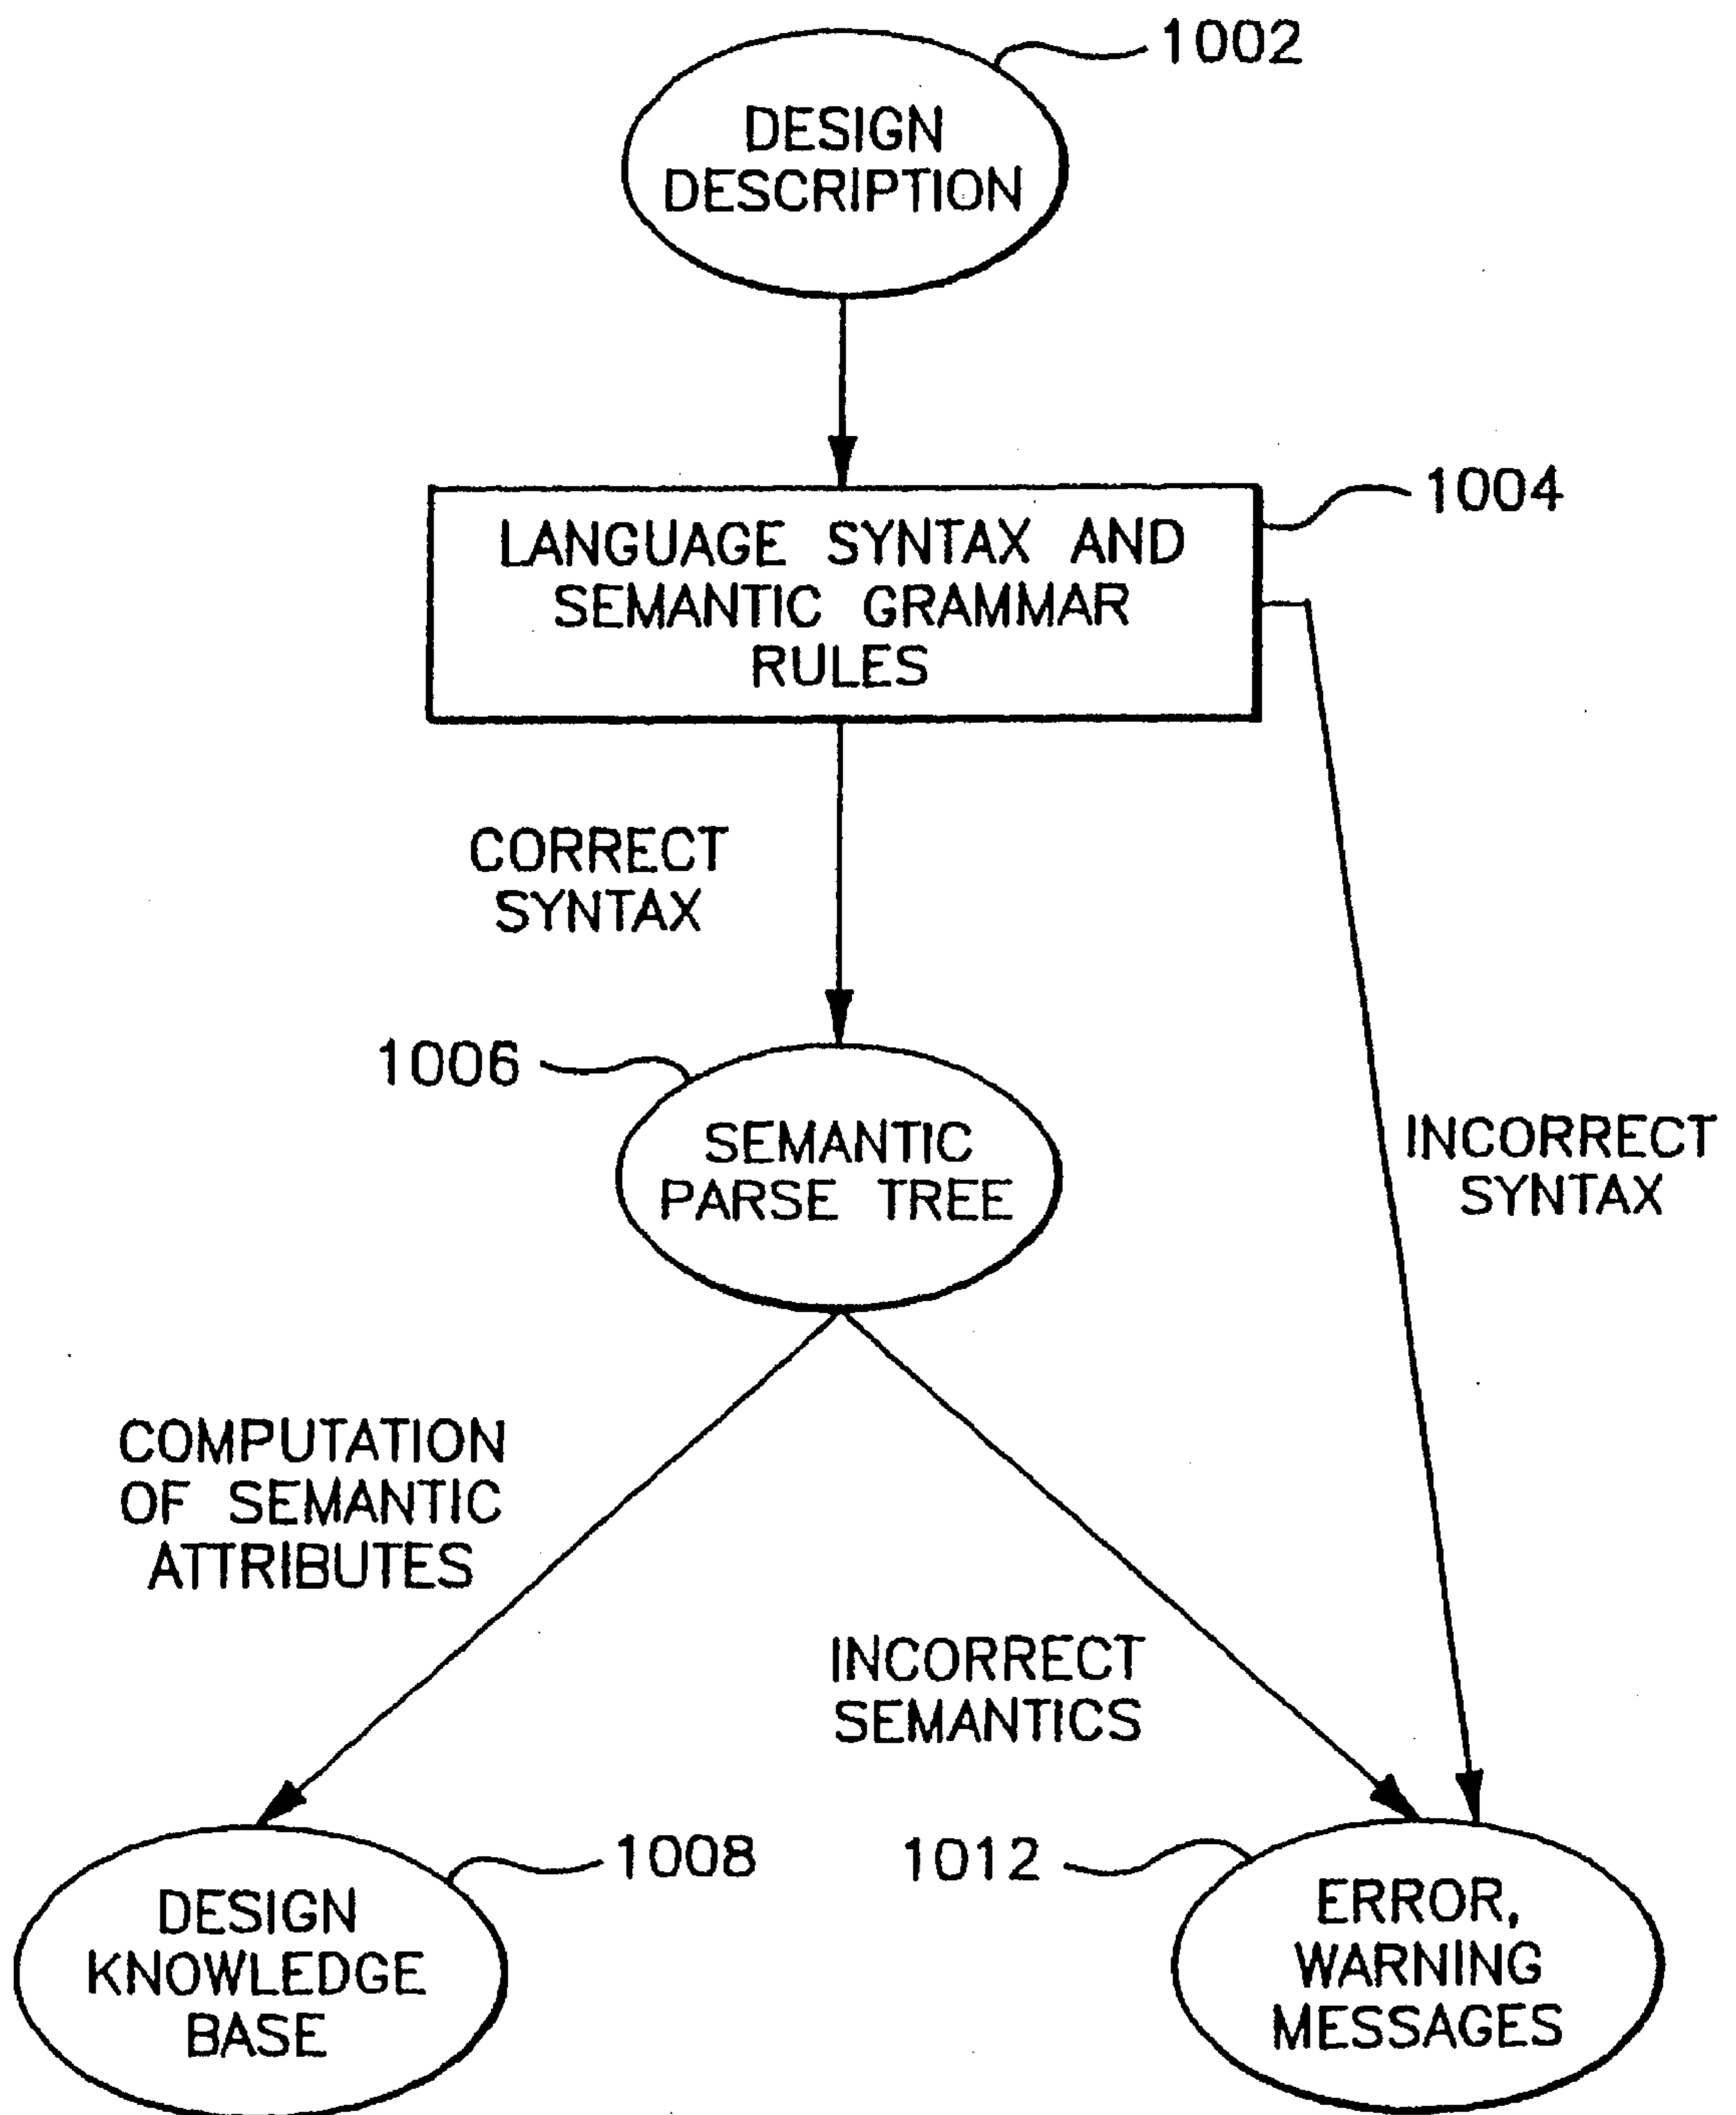 1002
DESIGN
DESCRIPTION
1004
LANGUAGE SYNTAX AND
SEMANTIC GRAMMAR
RULES
CORRECT
SYNTAX
1006
SEMANTIC
PARSE TREE
INCORRECT
SYNTAX
COMPUTATION
OF SEMANTIC
ATTRIBUTES
INCORRECT
SEMANTICS
1008
DESIGN
KNOWLEDGE
BASE
1012
ERROR,
WARNING
MESSAGES